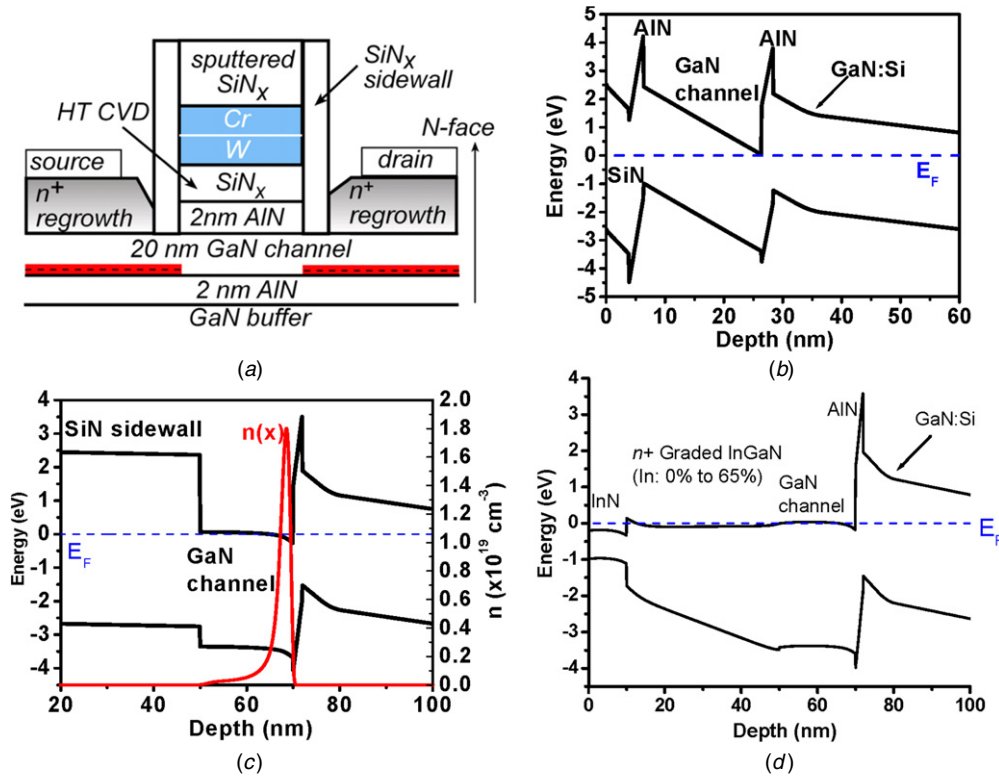 sputtered
SiNx
SiNx
sidewall
HT CVD
Cr
W
N-face
source
drain
n+
regrowth
SiNx
n+
regrowth
2nm AlN
20 nm GaN channel
2 nm AlN
GaN buffer
(a)
Energy (eV)
5
4
3
2
1
0
-1
-2
-3
-4
-5
AlN
AlN
GaN
channel
GaN:Si
SiN
EF
0 10 20 30 40 50 60
Depth (nm)
(b)
Energy (eV)
4
3
2
1
0
-1
-2
-3
-4
SiN sidewall
n(x)
EF
GaN
channel
2.0
1.8
1.6
1.4
1.2
1.0
0.8
0.6
0.4
0.2
0.0
n (x10^19 cm-3)
20 40 60 80 100
Depth (nm)
(c)
Energy (eV)
4
3
2
1
0
-1
-2
-3
-4
AlN
GaN:Si
n+ Graded InGaN
(In: 0% to 65%)
InN
GaN
channel
EF
0 20 40 60 80 100
Depth (nm)
(d)